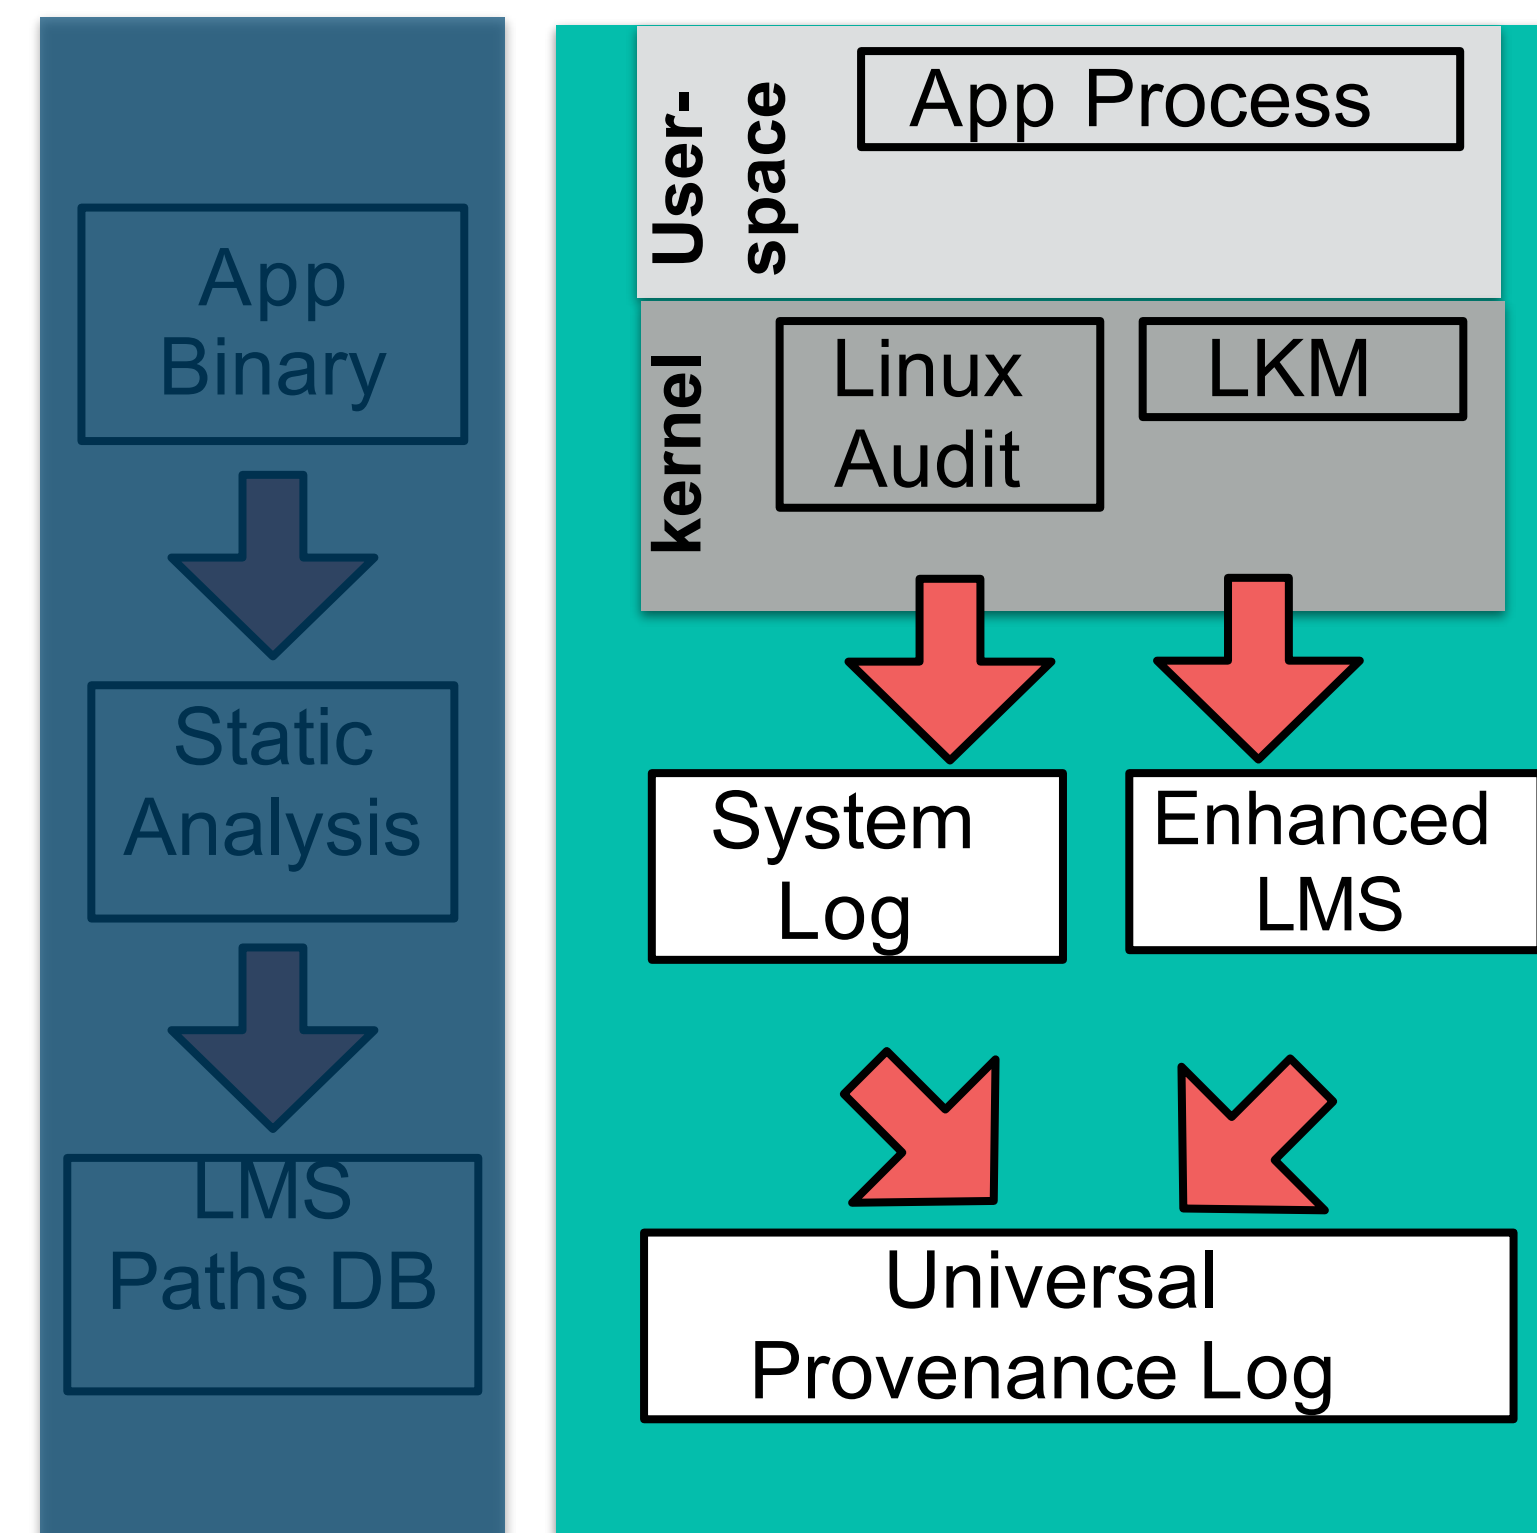 App
Binary
Static
Analysis
LMS
Paths DB
User-
space
App Process
kernel
Linux
Audit
LKM
System
Log
Enhanced
LMS
Universal
Provenance Log